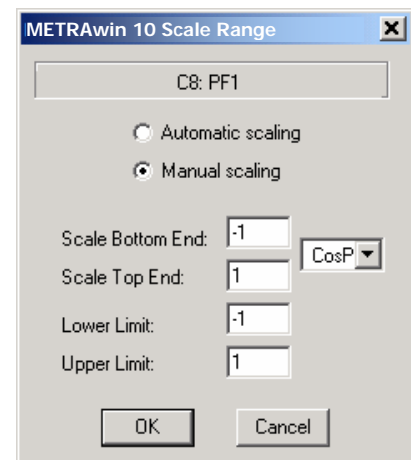 METRAwin 10 Scale Range
C8: PF1
Automatic scaling
Manual scaling
Scale Bottom End: -1
CosP
Scale Top End: 1
Lower Limit: -1
Upper Limit: 1
OK Cancel